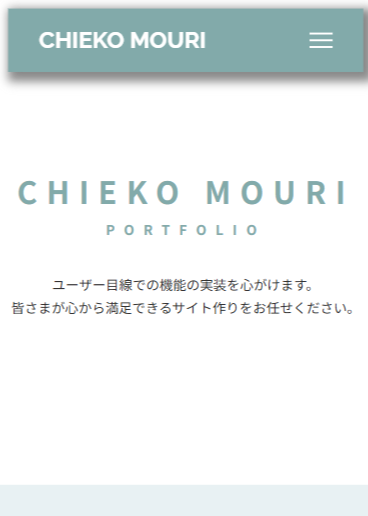 CHIEKO MOURI
CHIEKO MOURI
PORTFOLIO
ユーザー目線での機能の実装を心がけます。
皆さまが心から満足できるサイト作りをお任せください。